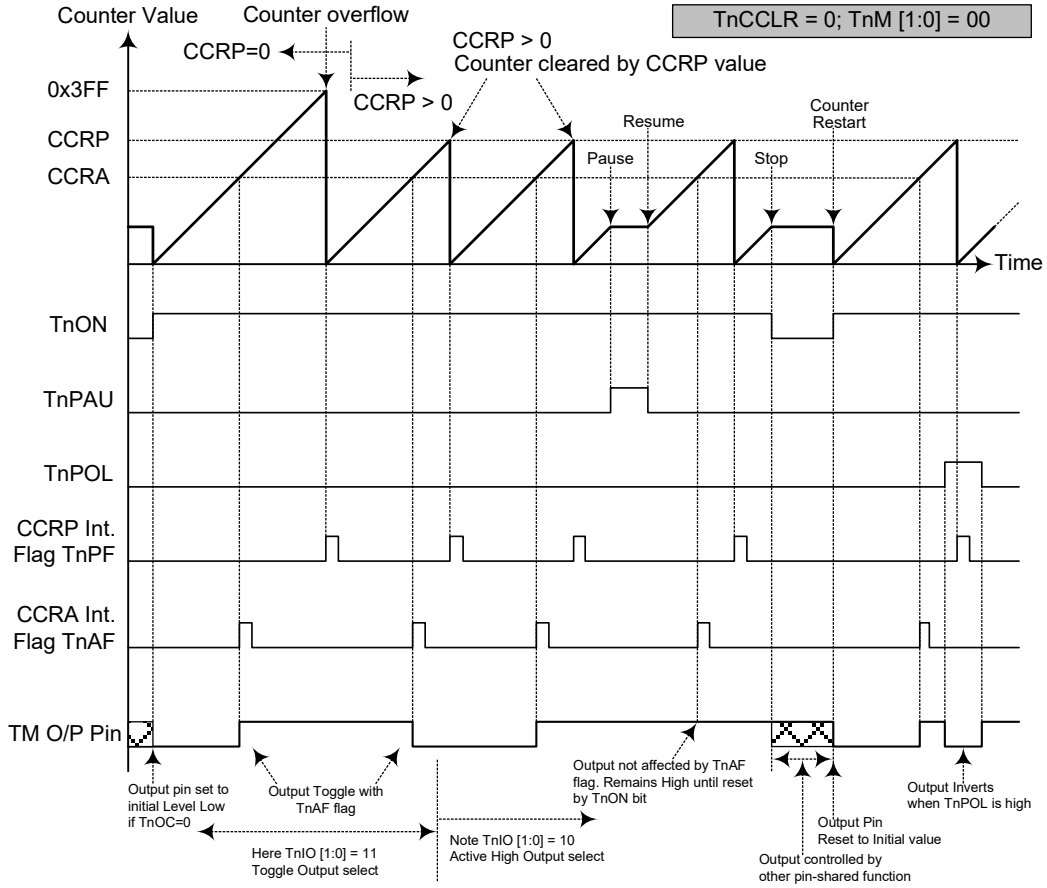 Counter Value
Counter overflow
TnCCLR = 0; TnM [1:0] = 00
CCRP=0
CCRP > 0
CCRP > 0
Counter cleared by CCRP value
0x3FF
CCRP
CCRA
Pause
Resume
Stop
Counter
Restart
Time
TnON
TnPAU
TnPOL
CCRP Int.
Flag TnPF
CCRA Int.
Flag TnAF
TM O/P Pin
Output pin set to
initial Level Low
if TnOC=0
Output Toggle with
TnAF flag
Here TnIO [1:0] = 11
Toggle Output select
Note TnIO [1:0] = 10
Active High Output select
Output not affected by TnAF
flag. Remains High until reset
by TnON bit
Output controlled by
other pin-shared function
Output Pin
Reset to Initial value
Output Inverts
when TnPOL is high